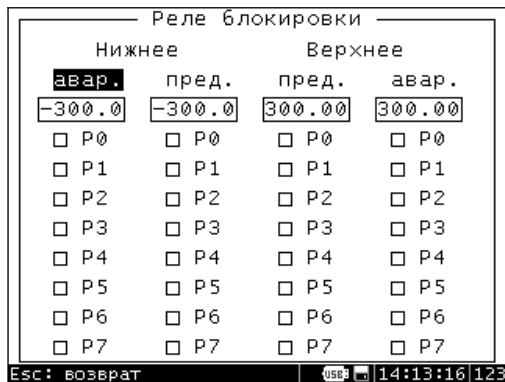 Реле блокировки
Нижнее Верхнее
авар. пред. пред. авар.
-300.0 -300.0 300.00 300.00
P0 P0 P0 P0
P1 P1 P1 P1
P2 P2 P2 P2
P3 P3 P3 P3
P4 P4 P4 P4
P5 P5 P5 P5
P6 P6 P6 P6
P7 P7 P7 P7
Esc: возврат USB 14:13:16 123